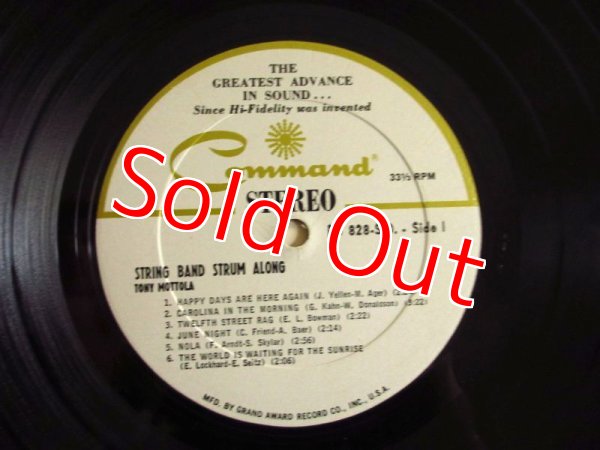 THE
GREATEST ADVANCE
IN SOUND...
Since Hi-Fidelity was invented
Command®
33⅓ RPM
STEREO
828-S.D. - Side I
Sold Out
STRING BAND STRUM ALONG
TONY MOTTOLA
1. HAPPY DAYS ARE HERE AGAIN (J. Yellen-M. Ager)
2. CAROLINA IN THE MORNING (G. Kahn-W. Donaldson) :22)
3. TWELFTH STREET RAG (E. L. Bowman) (2:22)
4. JUNE NIGHT (C. Friend-A. Baer) (2:14)
5. NOLA (F. Arndt-S. Skylar) (2:56)
6. THE WORLD IS WAITING FOR THE SUNRISE
(E. Lockhard-E. Seitz) (2:06)
MFD. BY GRAND AWARD RECORD CO., INC., U.S.A.